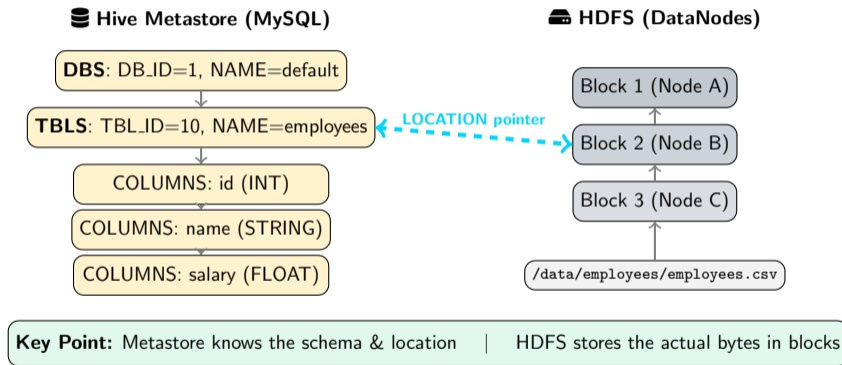 Hive Metastore (MySQL)
DBS: DB_ID=1, NAME=default
TBLS: TBL_ID=10, NAME=employees
COLUMNS: id (INT)
COLUMNS: name (STRING)
COLUMNS: salary (FLOAT)
LOCATION pointer
HDFS (DataNodes)
Block 1 (Node A)
Block 2 (Node B)
Block 3 (Node C)
/data/employees/employees.csv
Key Point: Metastore knows the schema & location | HDFS stores the actual bytes in blocks